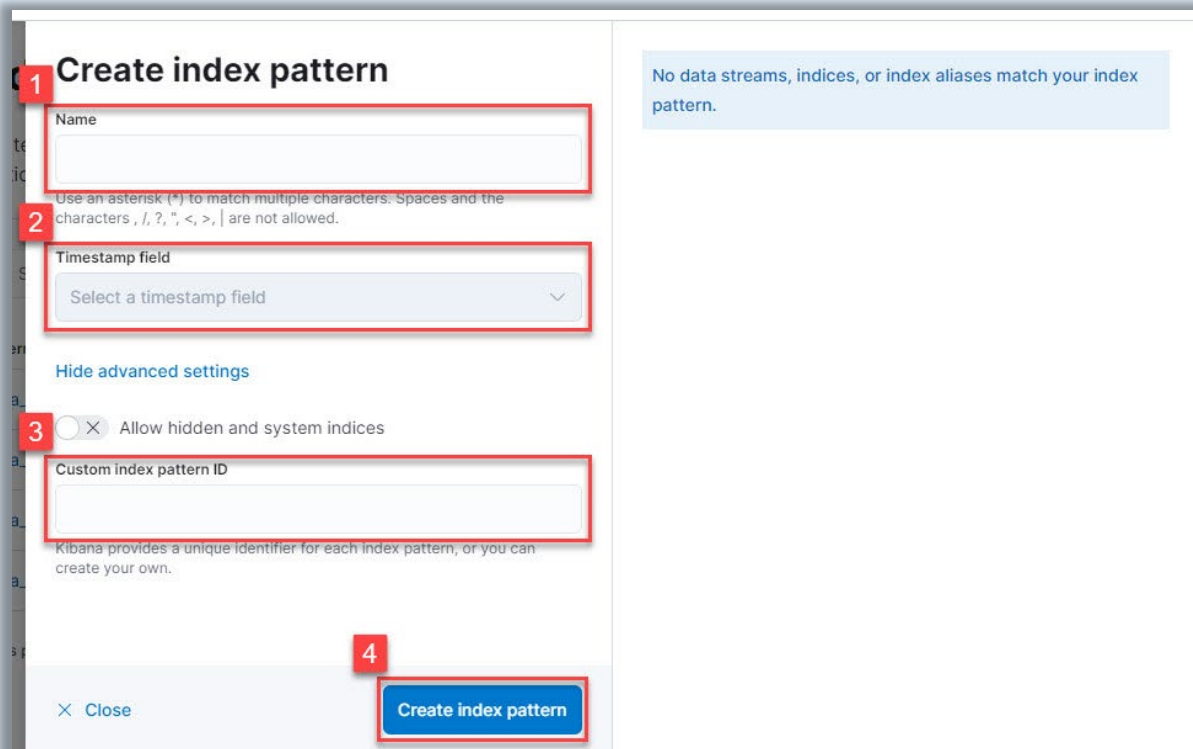 Create index pattern
1
Name
Use an asterisk (*) to match multiple characters. Spaces and the
characters , /, ?, ", <, >, | are not allowed.
2
Timestamp field
Select a timestamp field
Hide advanced settings
3
Allow hidden and system indices
Custom index pattern ID
Kibana provides a unique identifier for each index pattern, or you can
create your own.
4
Close
Create index pattern
No data streams, indices, or index aliases match your index
pattern.